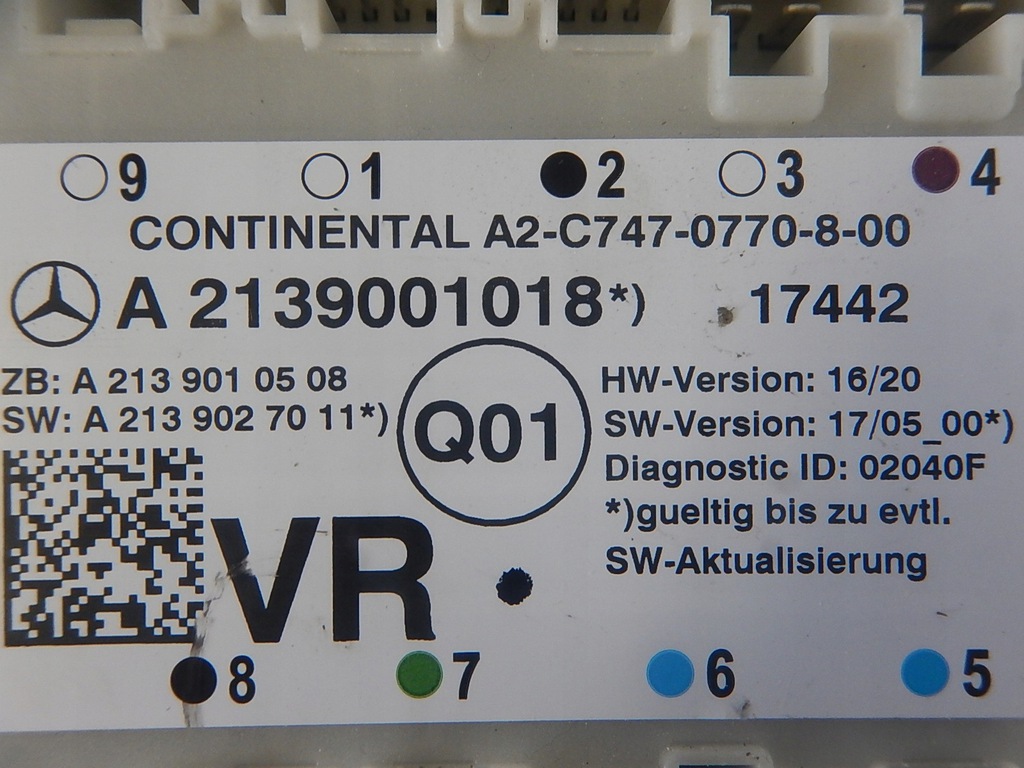 9 1 2 3 4
CONTINENTAL A2-C747-0770-8-00
A 2139001018*) 17442
ZB: A 213 901 05 08
SW: A 213 902 70 11*)
Q01
HW-Version: 16/20
SW-Version: 17/05_00*)
Diagnostic ID: 02040F
*)gueltig bis zu evtl.
SW-Aktualisierung
VR
8 7 6 5